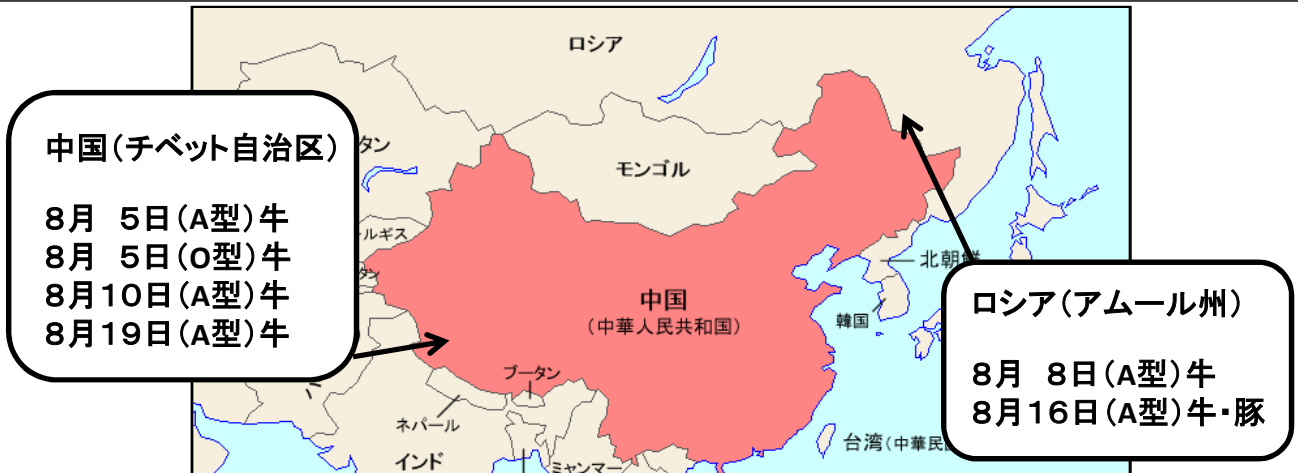 ロシア
中国（チベット自治区）
8月　5日（A型）牛
8月　5日（O型）牛
8月10日（A型）牛
8月19日（A型）牛
タン
モンゴル
ルギス
タン
中国
（中華人民共和国）
北朝鮮
韓国
ロシア（アムール州）
8月　8日（A型）牛
8月16日（A型）牛・豚
ブータン
ネパール
台湾（中華民
インド
ミャンマー